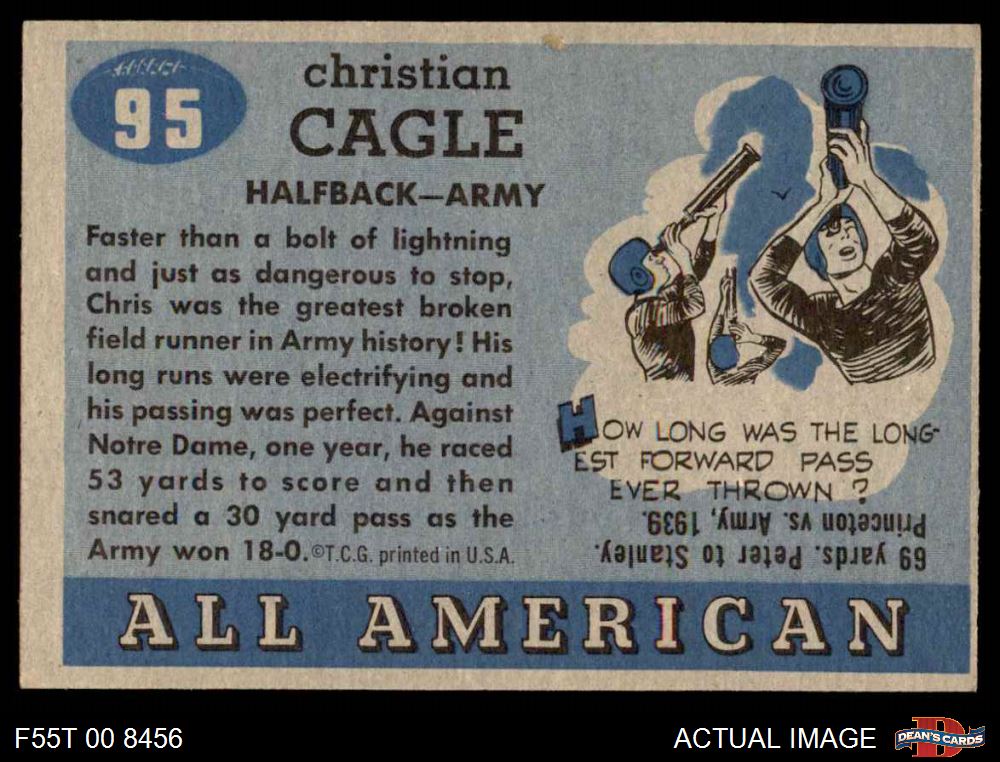 95
christian
CAGLE
HALFBACK—ARMY
Faster than a bolt of lightning
and just as dangerous to stop,
Chris was the greatest broken
field runner in Army history! His
long runs were electrifying and
his passing was perfect. Against
Notre Dame, one year, he raced
53 yards to score and then
snared a 30 yard pass as the
Army won 18-0. ©T.C.G. printed in U.S.A.
HOW LONG WAS THE LONG-
EST FORWARD PASS
EVER THROWN ?
69 yards. Peter to Stanley.
Princeton vs. Army, 1939.
ALL AMERICAN
F55T 00 8456
ACTUAL IMAGE
D
DEAN'S CARDS